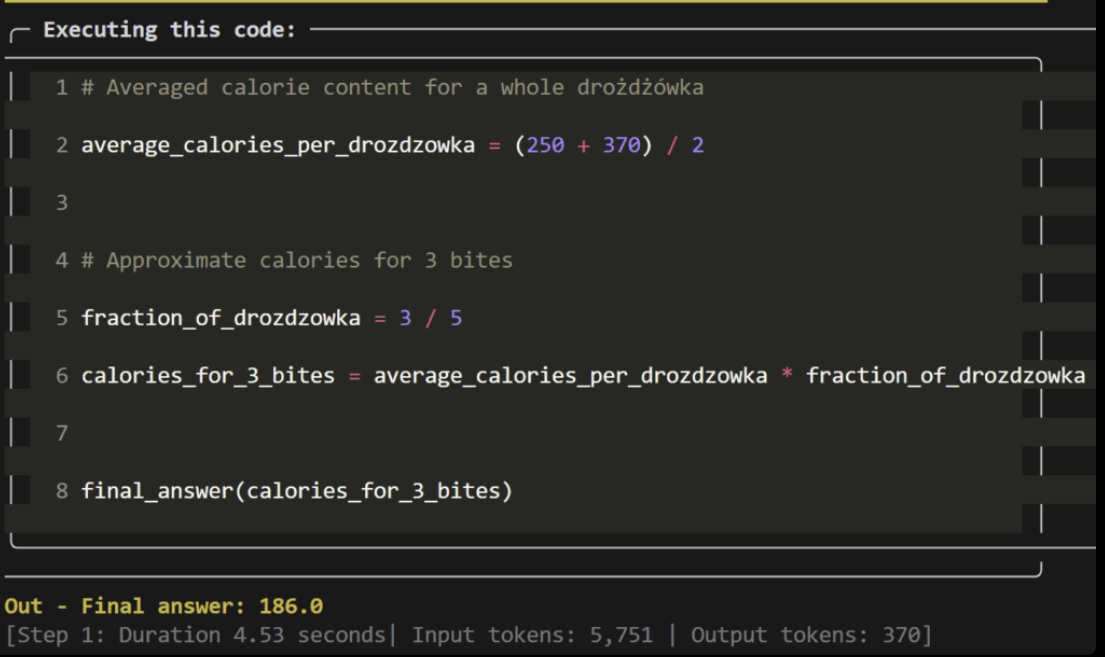 Executing this code:
1 # Averaged calorie content for a whole drożdżówka
2 average_calories_per_drozdzowka = (250 + 370) / 2
3
4 # Approximate calories for 3 bites
5 fraction_of_drozdzowka = 3 / 5
6 calories_for_3_bites = average_calories_per_drozdzowka * fraction_of_drozdzowka
7
8 final_answer(calories_for_3_bites)
Out - Final answer: 186.0
[Step 1: Duration 4.53 seconds| Input tokens: 5,751 | Output tokens: 370]